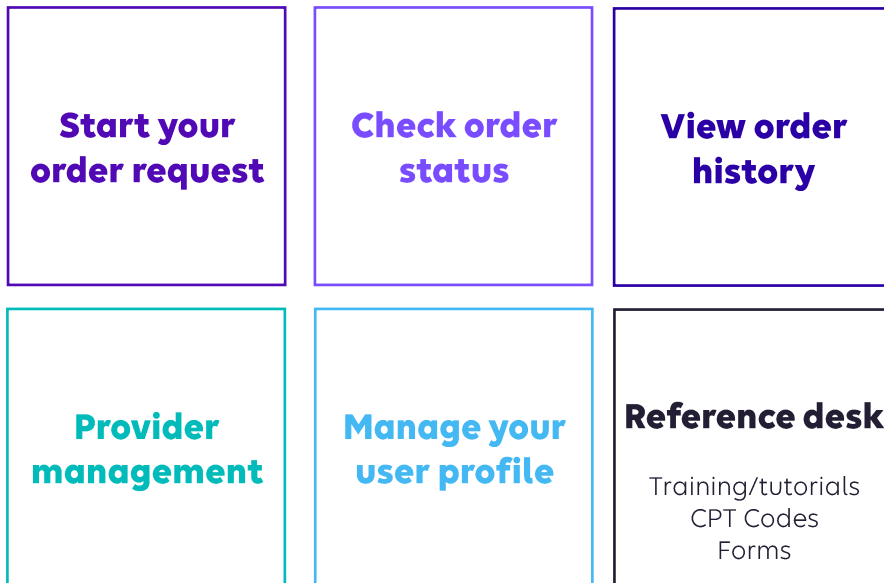 Start your
order request
Check order
status
View order
history
Provider
management
Manage your
user profile
Reference desk
Training/tutorials
CPT Codes
Forms